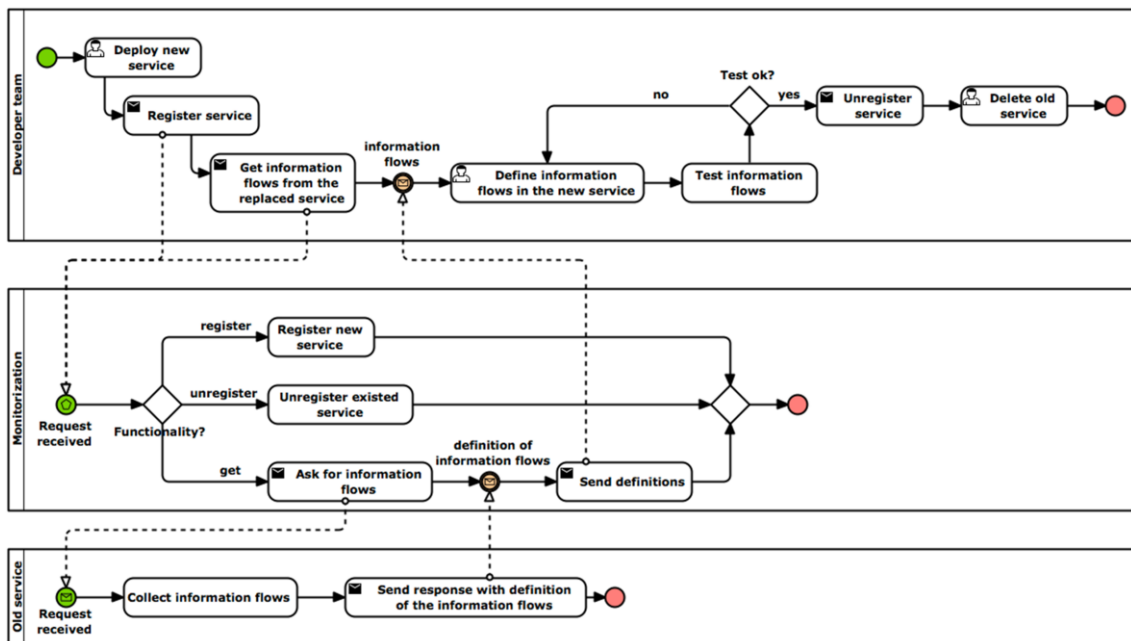 Developer team
Deploy new
service
Register service
Get information
flows from the
replaced service
information
flows
Define information
flows in the new service
Test information
flows
Test ok?
no
yes
Unregister
service
Delete old
service
Monitorization
Request
received
Functionality?
register
Register new
service
unregister
Unregister existed
service
get
Ask for information
flows
definition of
information flows
Send definitions
Old service
Request
received
Collect information flows
Send response with definition
of the information flows